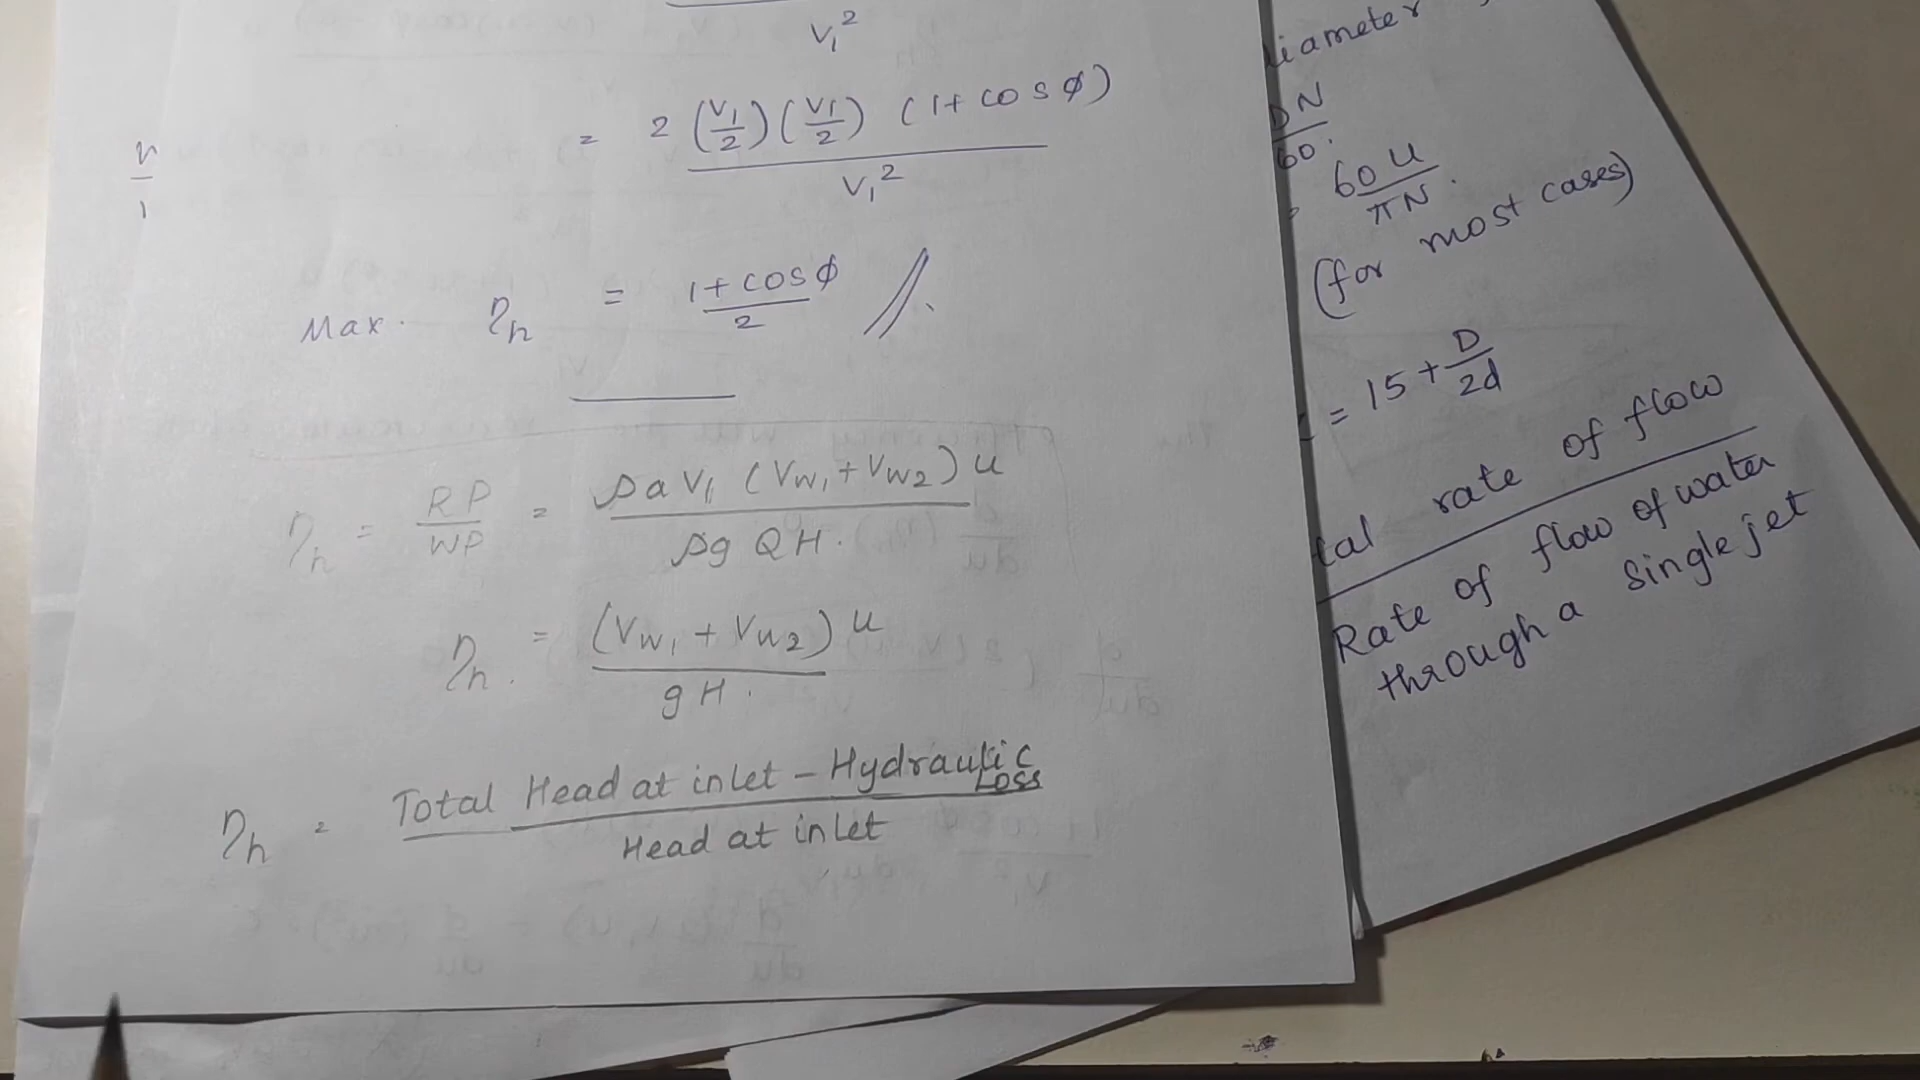 V₁²
= 2 (V₁/2) (V₁/2) (1 + cos φ) / V₁²
Max. ηh = 1 + cos φ / 2
ηh = RP / WP = ρ a V₁ (Vw₁ + Vw₂) u / ρg QH.
ηh. = (Vw₁ + Vw₂) u / gH.
ηh = Total Head at inlet - Hydraulic Loss / Head at inlet
diameter
DN / 60.
60 u / πN.
(for most cases)
= 15 + D / 2d
rate of flow
Rate of flow of water
through a single jet